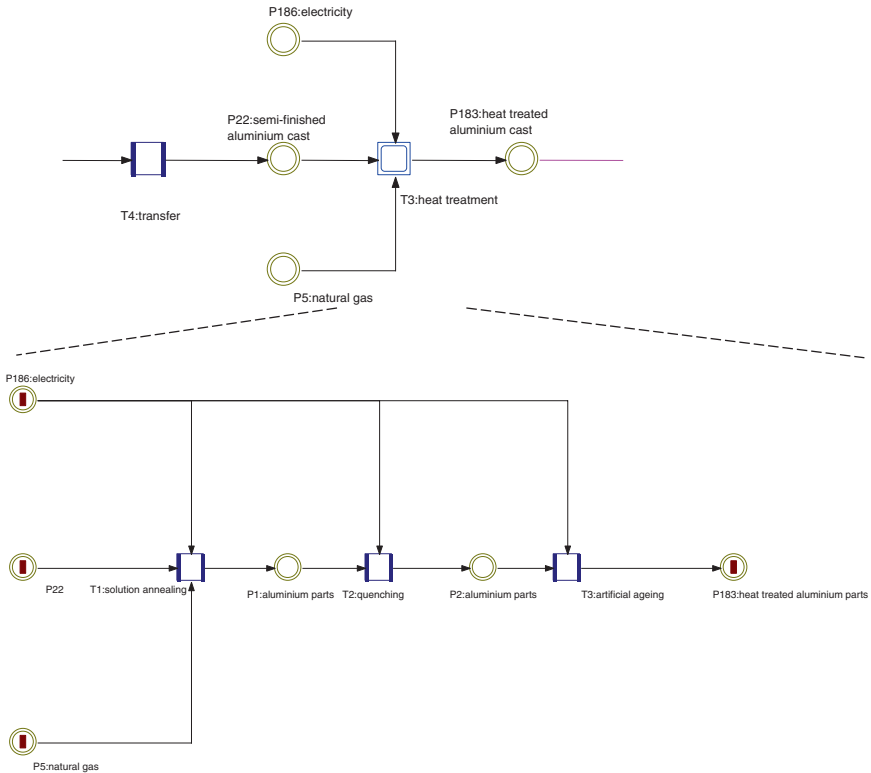 P186:electricity
P22:semi-finished
aluminium cast
P183:heat treated
aluminium cast
T4:transfer
T3:heat treatment
P5:natural gas
P186:electricity
P22
T1:solution annealing
P1:aluminium parts
T2:quenching
P2:aluminium parts
T3:artificial ageing
P183:heat treated aluminium parts
P5:natural gas